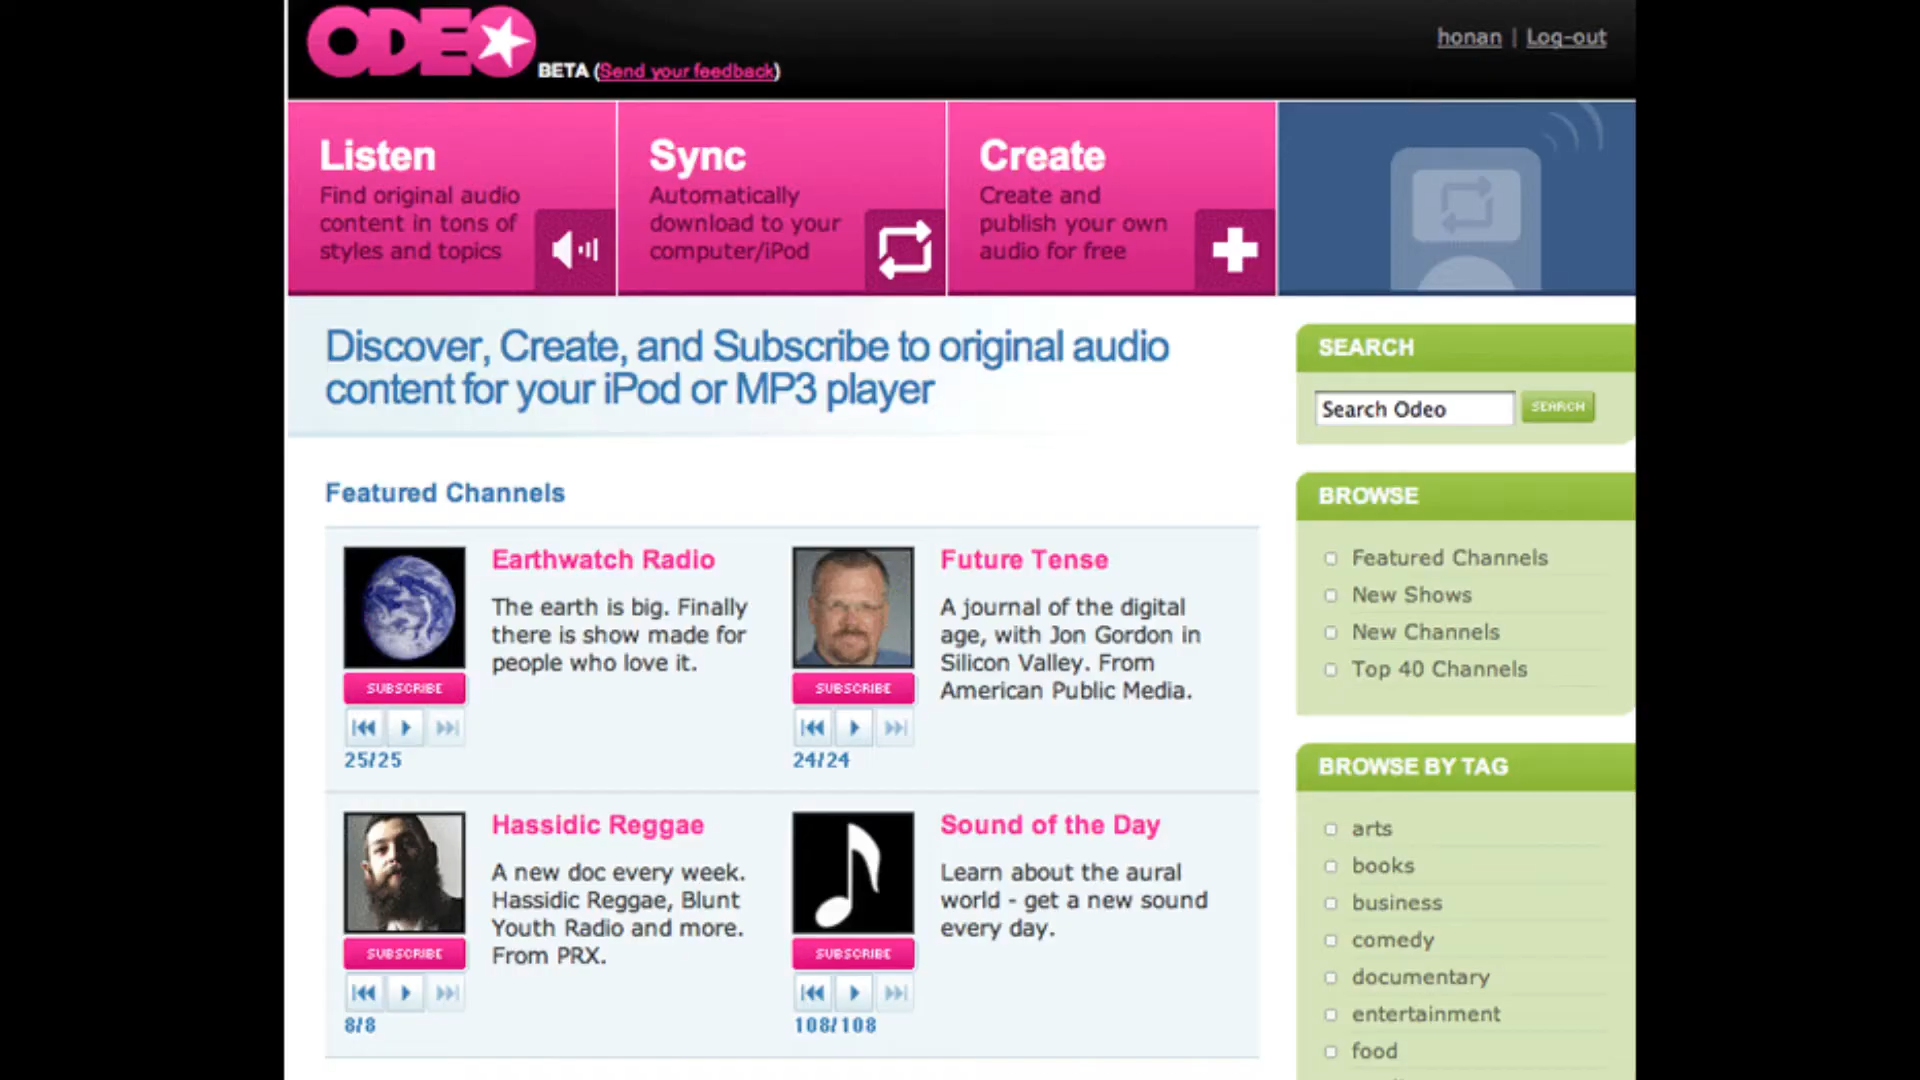 ODEO
BETA (Send your feedback)
honan | Log-out
Listen
Find original audio
content in tons of
styles and topics
Sync
Automatically
download to your
computer/iPod
Create
Create and
publish your own
audio for free
Discover, Create, and Subscribe to original audio
content for your iPod or MP3 player
SEARCH
Search Odeo SEARCH
Featured Channels
Earthwatch Radio
The earth is big. Finally
there is show made for
people who love it.
SUBSCRIBE
25/25
Future Tense
A journal of the digital
age, with Jon Gordon in
Silicon Valley. From
American Public Media.
SUBSCRIBE
24/24
Hassidic Reggae
A new doc every week.
Hassidic Reggae, Blunt
Youth Radio and more.
From PRX.
SUBSCRIBE
8/8
Sound of the Day
Learn about the aural
world - get a new sound
every day.
SUBSCRIBE
108/108
BROWSE
Featured Channels
New Shows
New Channels
Top 40 Channels
BROWSE BY TAG
arts
books
business
comedy
documentary
entertainment
food